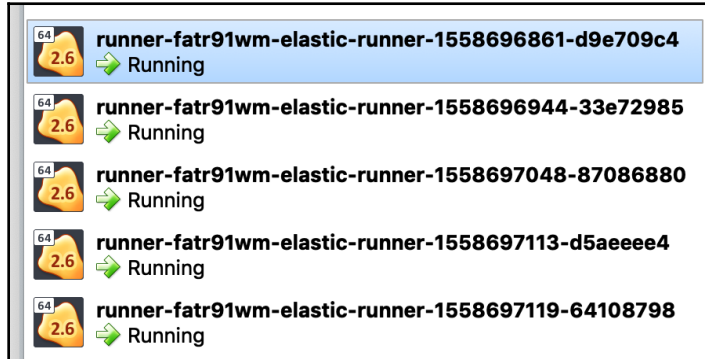 64
2.6
runner-fatr91wm-elastic-runner-1558696861-d9e709c4
Running
64
2.6
runner-fatr91wm-elastic-runner-1558696944-33e72985
Running
64
2.6
runner-fatr91wm-elastic-runner-1558697048-87086880
Running
64
2.6
runner-fatr91wm-elastic-runner-1558697113-d5aeeee4
Running
64
2.6
runner-fatr91wm-elastic-runner-1558697119-64108798
Running